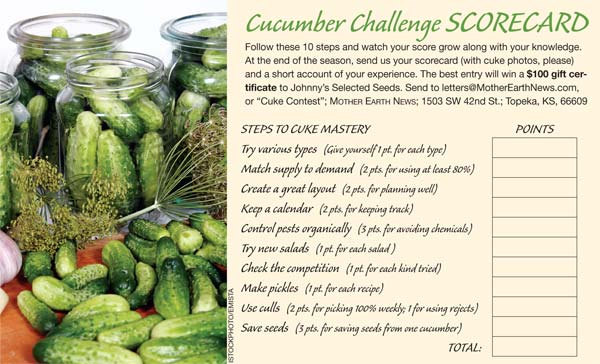 Cucumber Challenge SCORECARD
Follow these 10 steps and watch your score grow along with your knowledge.
At the end of the season, send us your scorecard (with cuke photos, please)
and a short account of your experience. The best entry will win a $100 gift cer-
tificate to Johnny's Selected Seeds. Send to letters@MotherEarthNews.com,
or “Cuke Contest”; MOTHER EARTH NEWS; 1503 SW 42nd St.; Topeka, KS, 66609
STEPS TO CUKE MASTERY POINTS
Try various types (Give yourself 1 pt. for each type)
Match supply to demand (2 pts. for using at least 80%)
Create a great layout (2 pts. for planning well)
Keep a calendar (2 pts. for keeping track)
Control pests organically (3 pts. for avoiding chemicals)
Try new salads (1 pt. for each salad )
Check the competition (1 pt. for each kind tried)
Make pickles (1 pt. for each recipe)
Use culls (2 pts. for picking 100% weekly; 1 for using rejects)
Save seeds (3 pts. for saving seeds from one cucumber)
TOTAL:
ISTOCKPHOTO/EMISTA